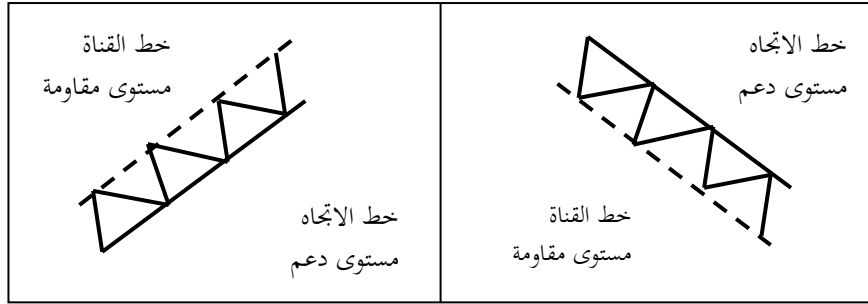 خط الاتجاه
مستوى دعم
خط القناة
مستوى مقاومة
خط القناة
مستوى مقاومة
خط الاتجاه
مستوى دعم